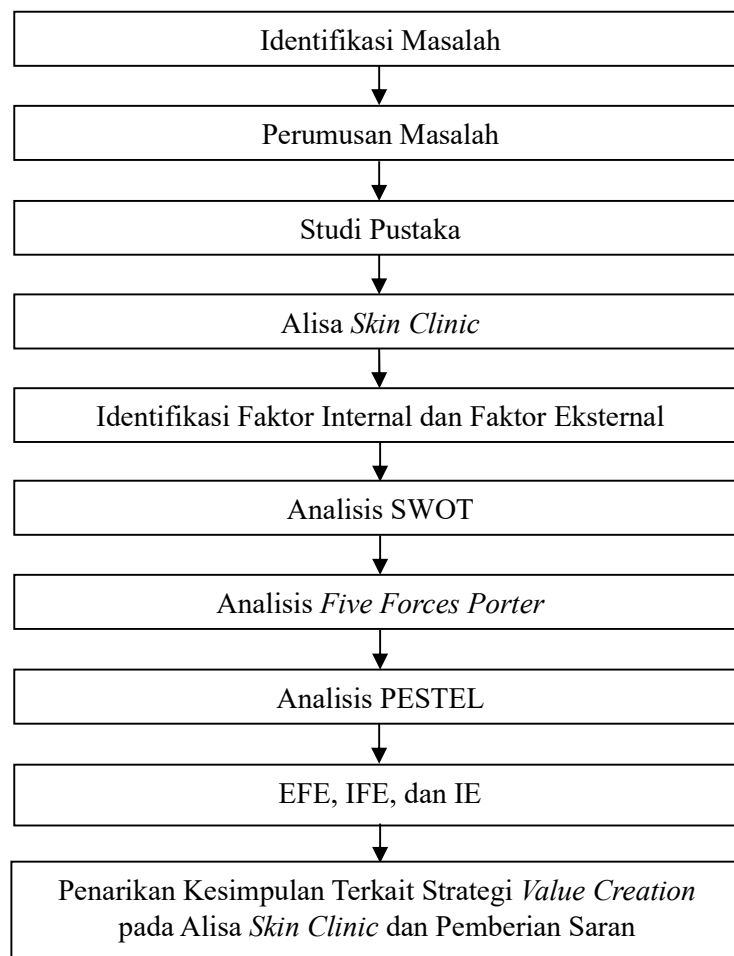 Identifikasi Masalah
Perumusan Masalah
Studi Pustaka
Alisa Skin Clinic
Identifikasi Faktor Internal dan Faktor Eksternal
Analisis SWOT
Analisis Five Forces Porter
Analisis PESTEL
EFE, IFE, dan IE
Penarikan Kesimpulan Terkait Strategi Value Creation
pada Alisa Skin Clinic dan Pemberian Saran